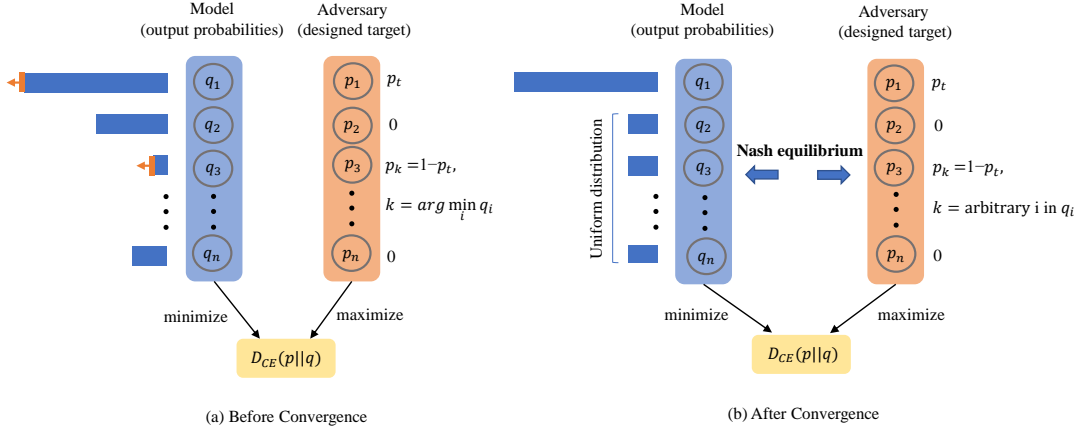 Model
(output probabilities)
Adversary
(designed target)
q₁
p₁
pₜ
q₂
p₂
0
q₃
p₃
pₖ =1−pₜ,
k = arg min qᵢ
i
qₙ
pₙ
0
minimize
maximize
D_CE(p||q)
(a) Before Convergence
Model
(output probabilities)
Adversary
(designed target)
q₁
p₁
pₜ
Uniform distribution
q₂
p₂
0
Nash equilibrium
q₃
p₃
pₖ =1−pₜ,
k = arbitrary i in qᵢ
qₙ
pₙ
0
minimize
maximize
D_CE(p||q)
(b) After Convergence